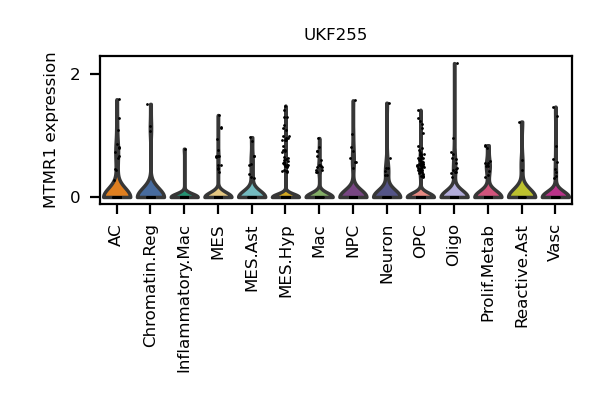 UKF255
MTMR1 expression
2
0
AC
Chromatin.Reg
Inflammatory.Mac
MES
MES.Ast
MES.Hyp
Mac
NPC
Neuron
OPC
Oligo
Prolif.Metab
Reactive.Ast
Vasc